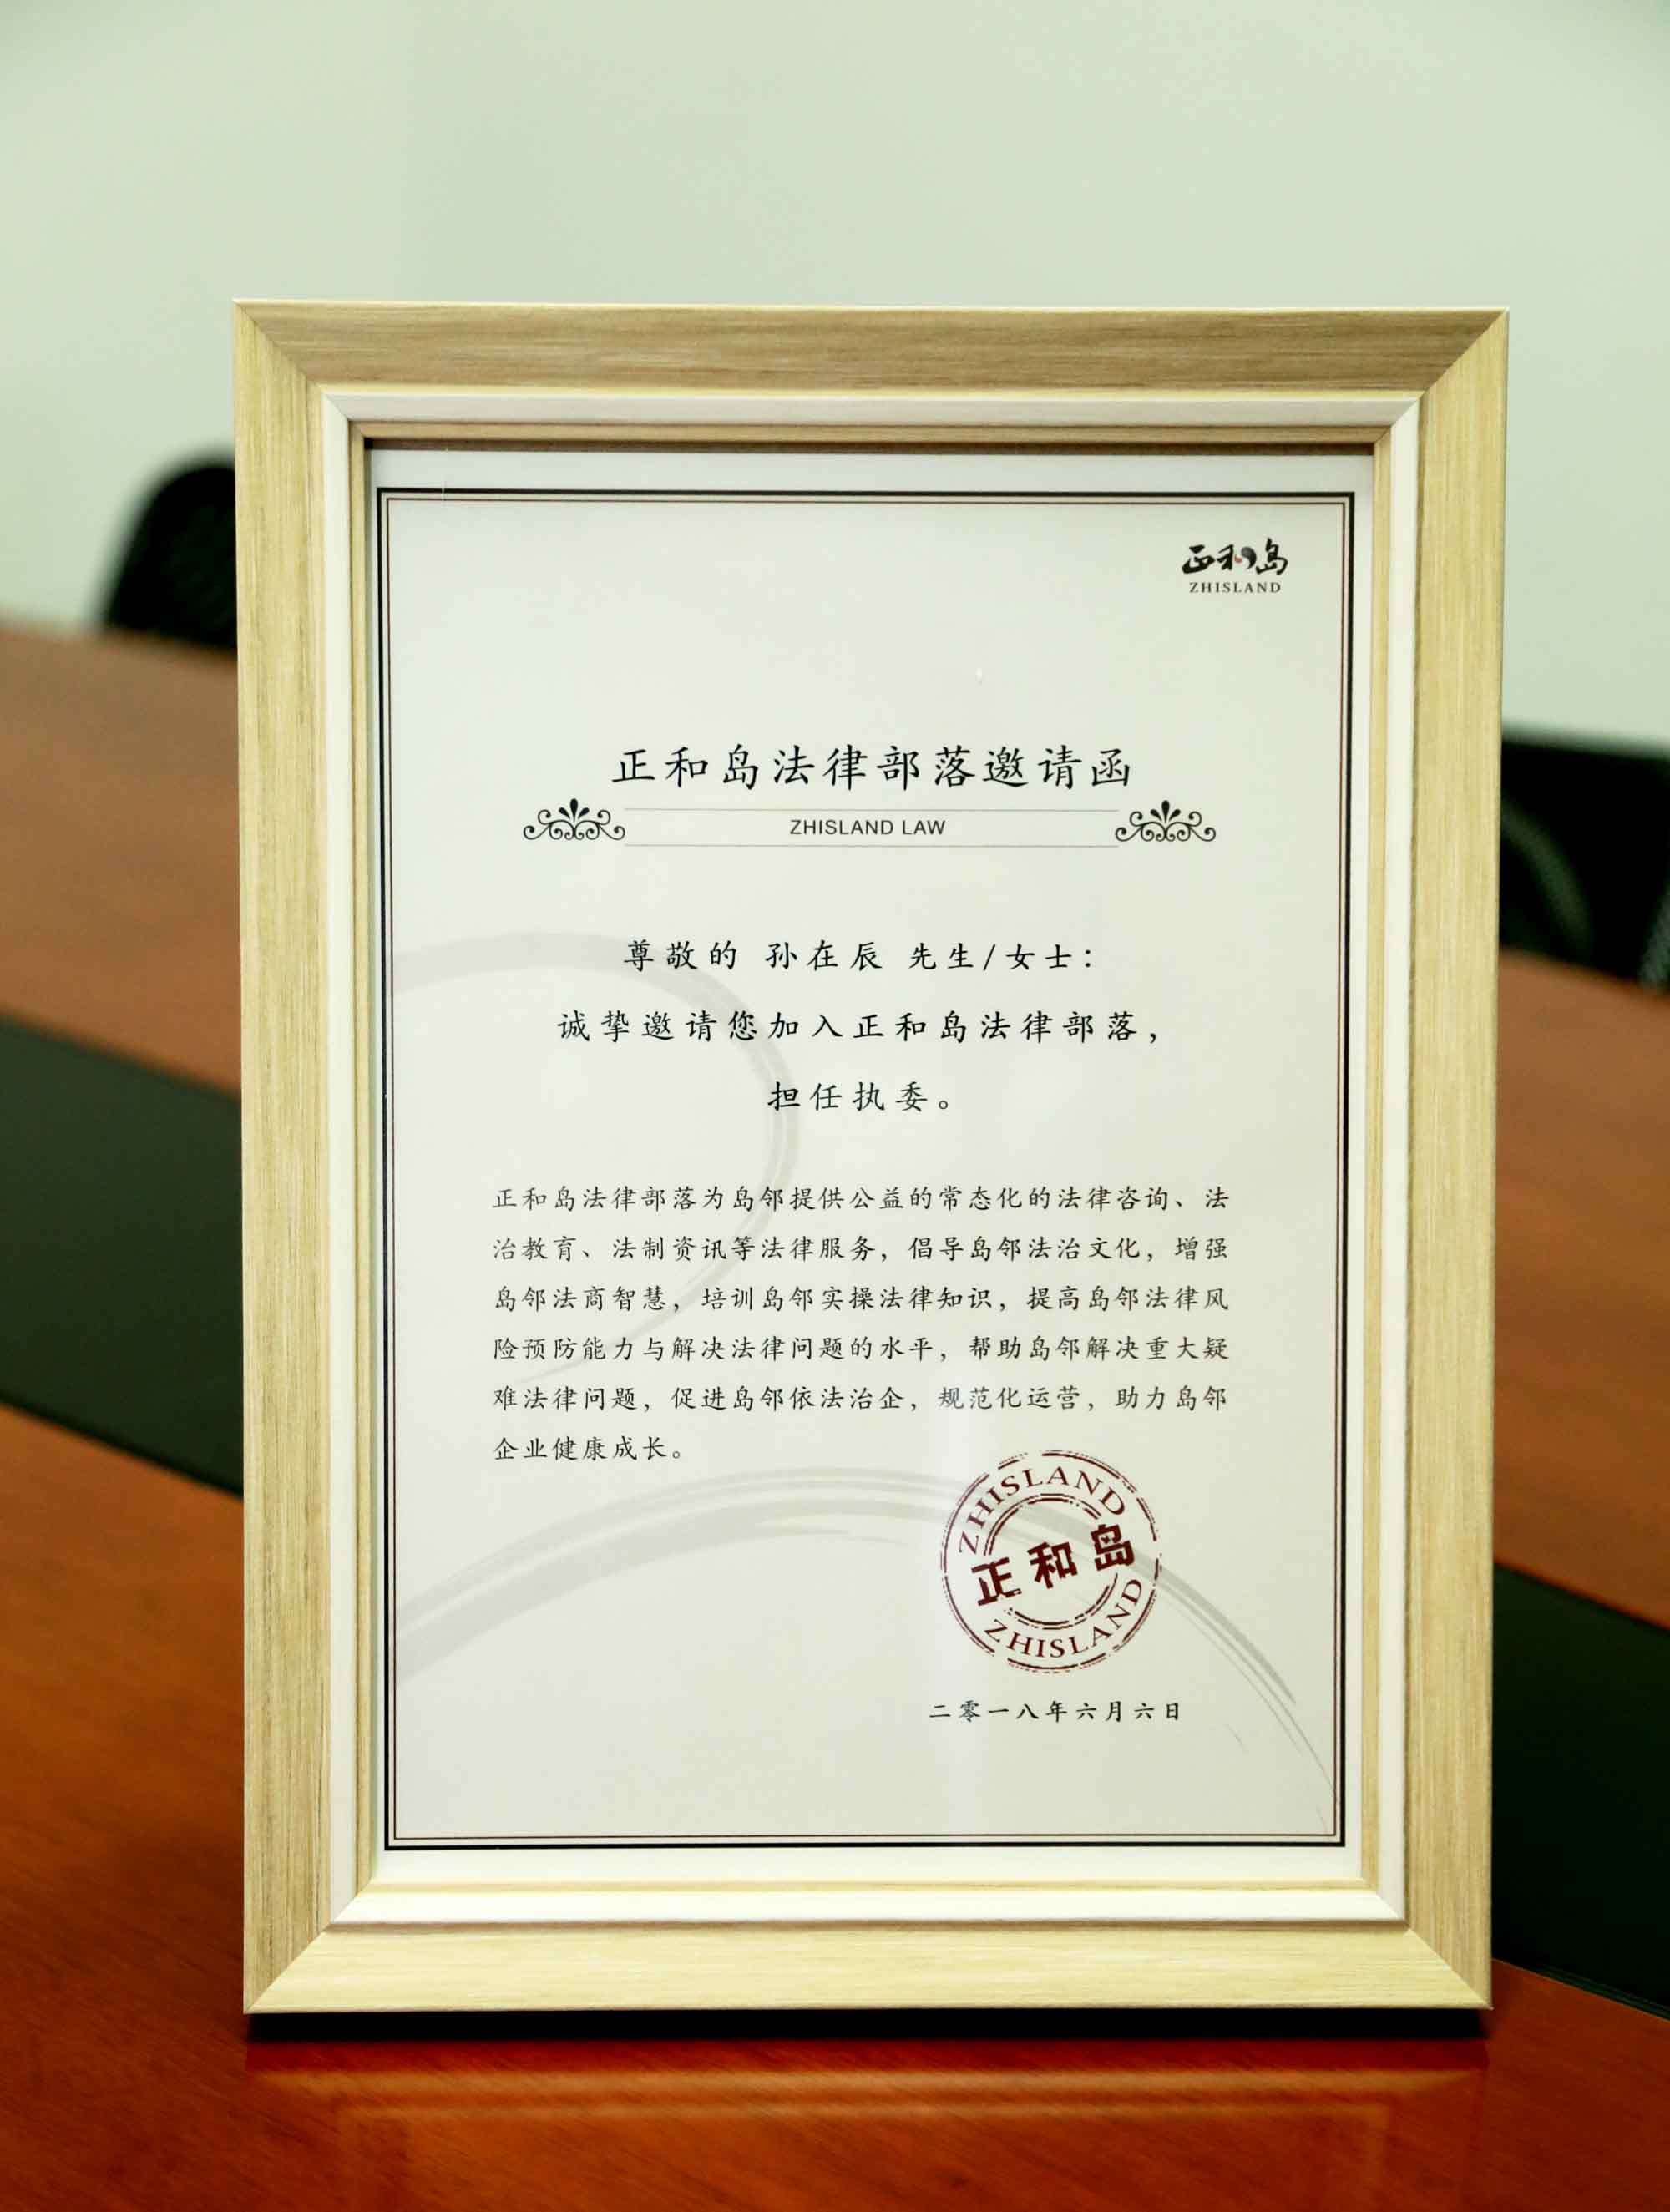 正和岛
ZHISLAND
正和岛法律部落邀请函
ZHISLAND LAW
尊敬的 孙在辰 先生/女士：
诚挚邀请您加入正和岛法律部落，
担任执委。
正和岛法律部落为岛邻提供公益的常态化的法律咨询、法
治教育、法制资讯等法律服务，倡导岛邻法治文化，增强
岛邻法商智慧，培训岛邻实操法律知识，提高岛邻法律风
险预防能力与解决法律问题的水平，帮助岛邻解决重大疑
难法律问题，促进岛邻依法治企，规范化运营，助力岛邻
企业健康成长。
ZHISLAND
正和岛
ZHISLAND
二零一八年六月六日